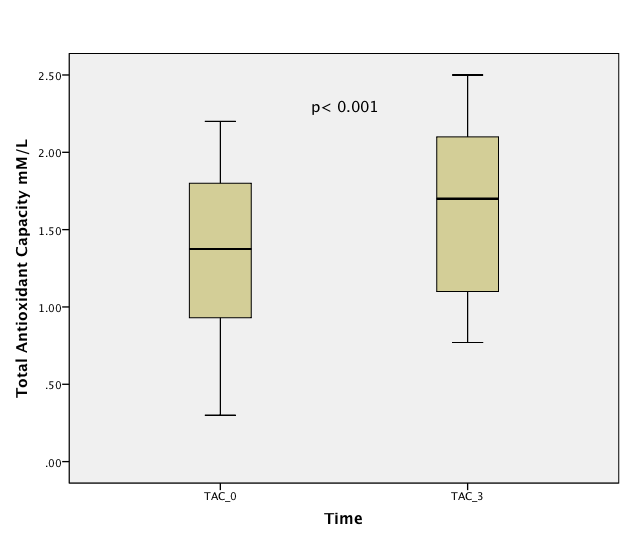 Total Antioxidant Capacity mM/L
2.50
2.00
1.50
1.00
.50
.00
p< 0.001
TAC_0
TAC_3
Time